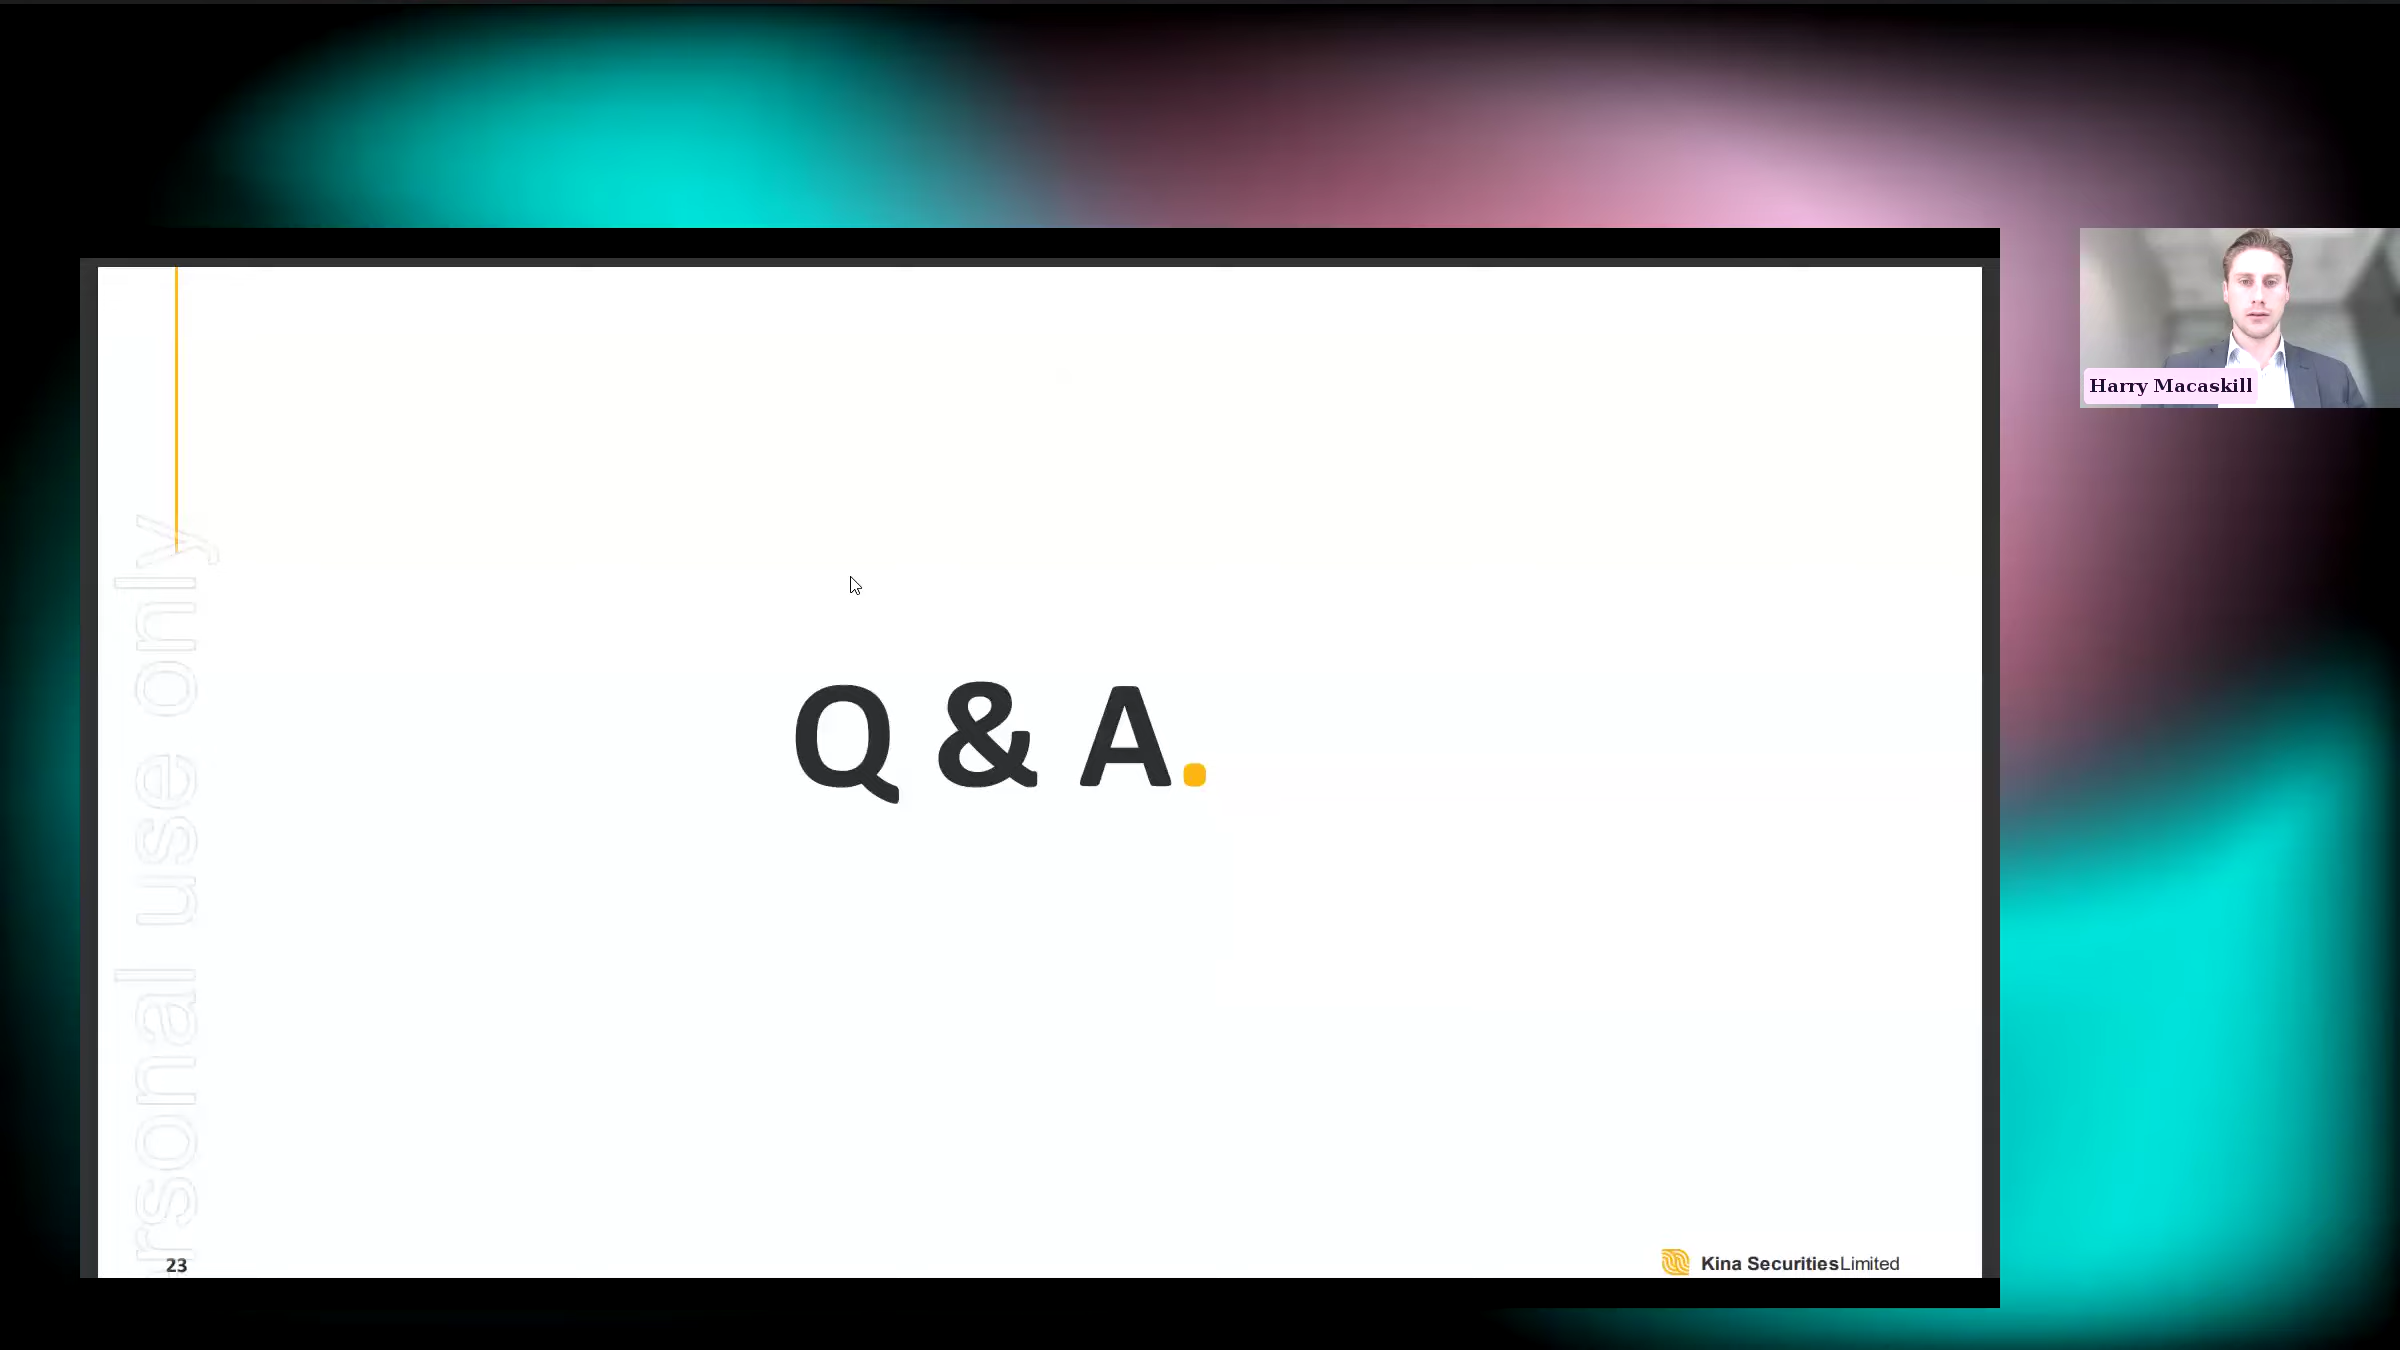 Q & A.
rsonal use only
23
Kina SecuritiesLimited
Harry Macaskill